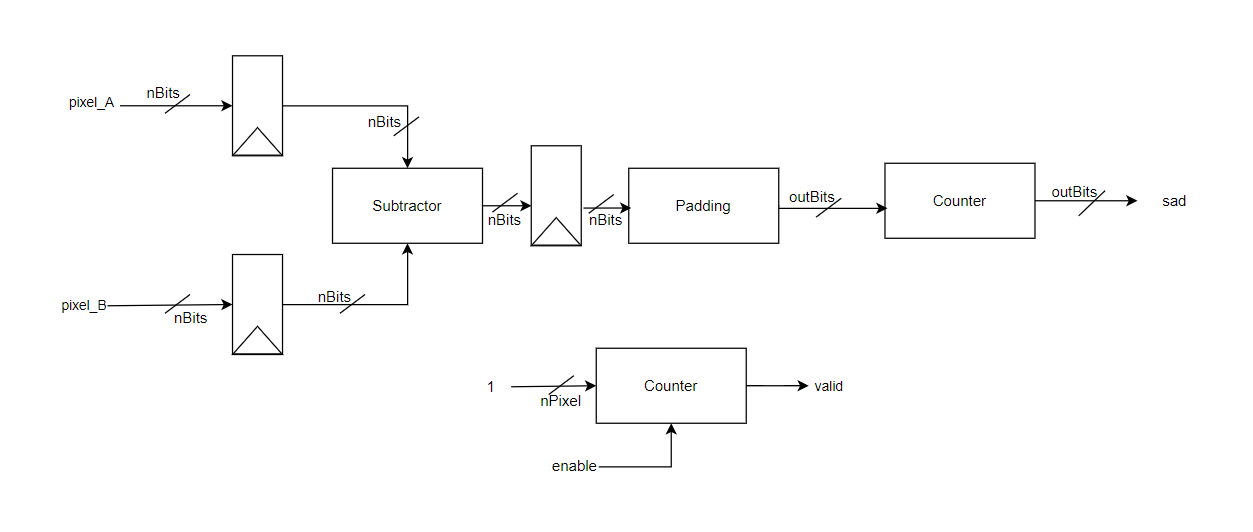 nBits
pixel_A
nBits
Subtractor
nBits
nBits
Padding
outBits
Counter
outBits
sad
pixel_B
nBits
nBits
1
nPixel
Counter
valid
enable